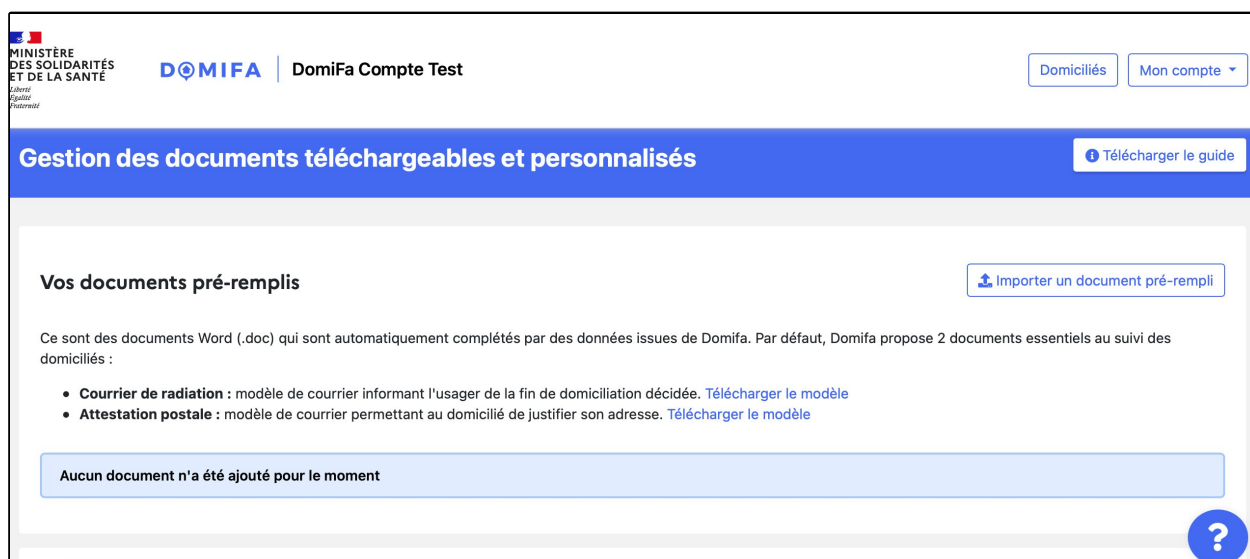 MINISTÈRE
DES SOLIDARITÉS
ET DE LA SANTÉ
Liberté
Égalité
Fraternité
DOMIFA
DomiFa Compte Test
Domiciliés
Mon compte
Gestion des documents téléchargeables et personnalisés
Télécharger le guide
Vos documents pré-remplis
Importer un document pré-rempli
Ce sont des documents Word (.doc) qui sont automatiquement complétés par des données issues de Domifa. Par défaut, Domifa propose 2 documents essentiels au suivi des
domiciliés :
• Courrier de radiation : modèle de courrier informant l'usager de la fin de domiciliation décidée. Télécharger le modèle
• Attestation postale : modèle de courrier permettant au domicilié de justifier son adresse. Télécharger le modèle
Aucun document n'a été ajouté pour le moment
?